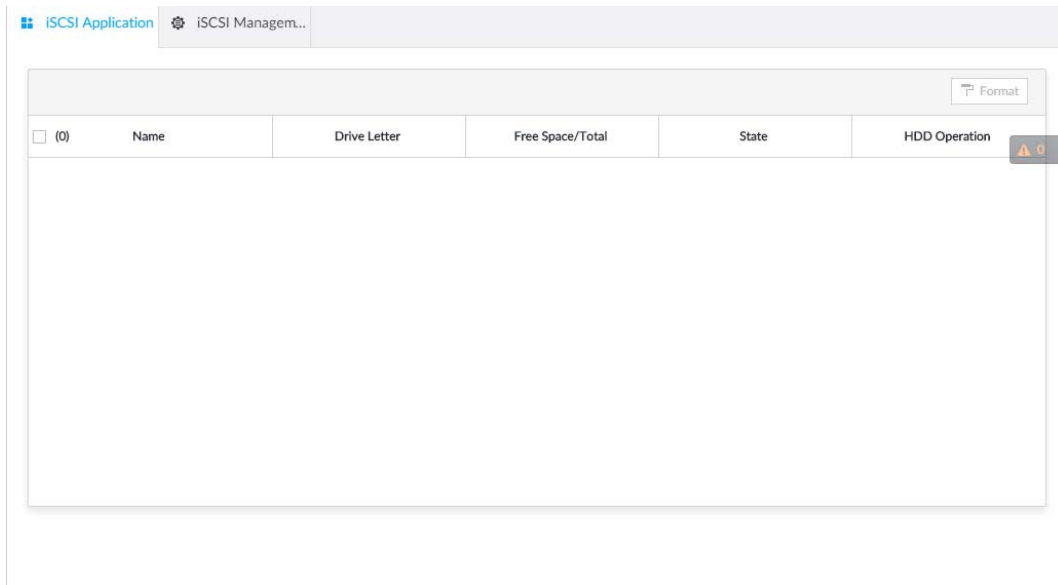 iSCSI Application iSCSI Managem...
Format
(0) Name Drive Letter Free Space/Total State HDD Operation
0